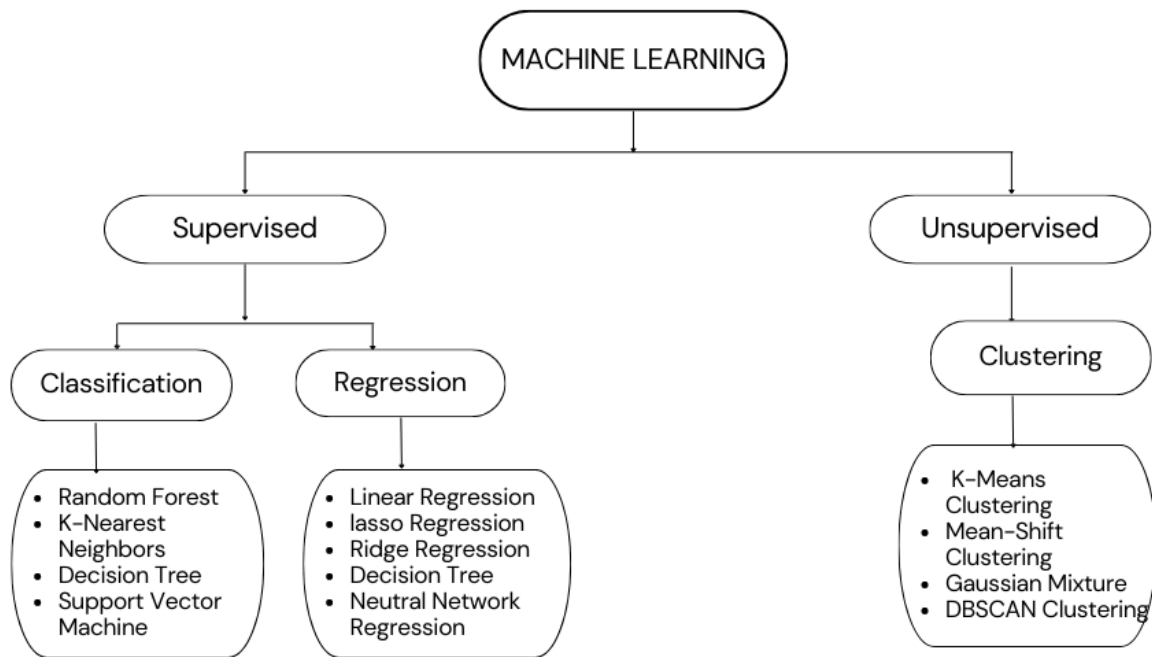 MACHINE LEARNING
Supervised
Unsupervised
Classification
Regression
Clustering
• Random Forest
• K-Nearest
Neighbors
• Decision Tree
• Support Vector
Machine
• Linear Regression
• lasso Regression
• Ridge Regression
• Decision Tree
• Neutral Network
Regression
• K-Means
Clustering
• Mean-Shift
Clustering
• Gaussian Mixture
• DBSCAN Clustering